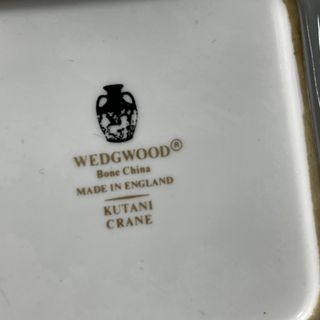 WEDGWOOD®
Bone China
MADE IN ENGLAND
KUTANI
CRANE